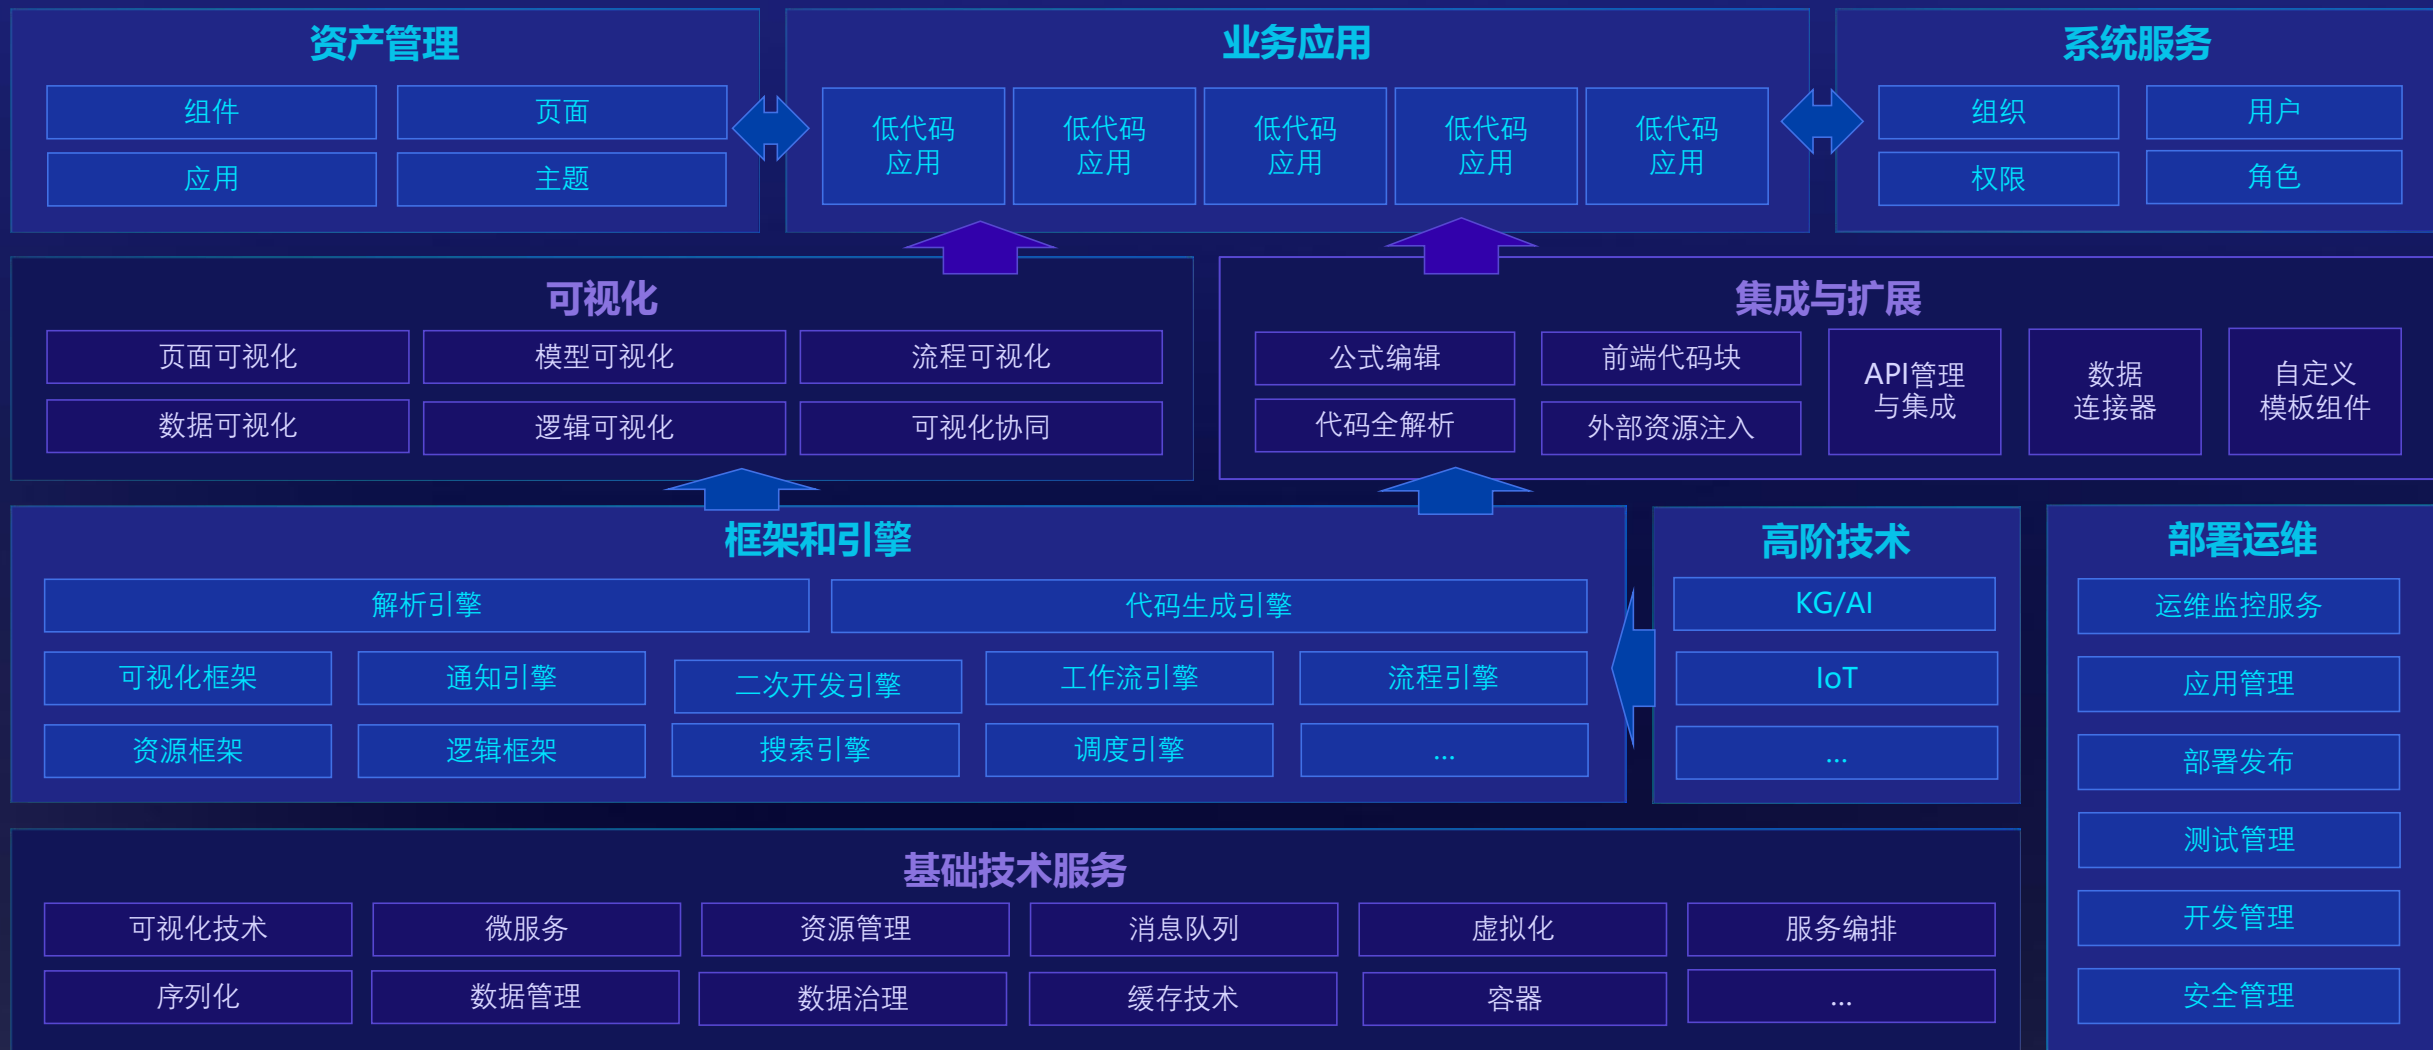 资产管理
组件
页面
应用
主题
业务应用
低代码
应用
低代码
应用
低代码
应用
低代码
应用
低代码
应用
系统服务
组织
用户
权限
角色
可视化
页面可视化
模型可视化
流程可视化
数据可视化
逻辑可视化
可视化协同
集成与扩展
公式编辑
前端代码块
代码全解析
外部资源注入
API管理
与集成
数据
连接器
自定义
模板组件
框架和引擎
解析引擎
代码生成引擎
可视化框架
通知引擎
二次开发引擎
工作流引擎
流程引擎
资源框架
逻辑框架
搜索引擎
调度引擎
...
高阶技术
KG/AI
IoT
...
部署运维
运维监控服务
应用管理
部署发布
测试管理
开发管理
安全管理
基础技术服务
可视化技术
微服务
资源管理
消息队列
虚拟化
服务编排
序列化
数据管理
数据治理
缓存技术
容器
...